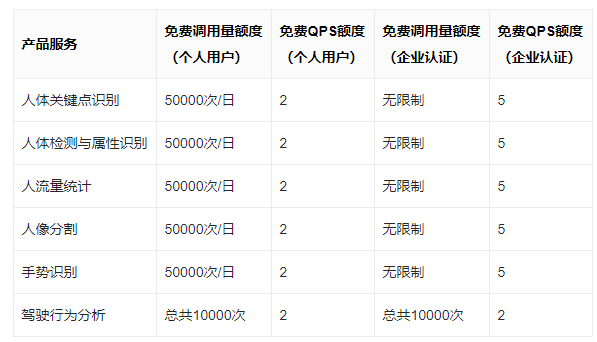 产品服务 免费调用量额度（个人用户） 免费QPS额度（个人用户） 免费调用量额度（企业认证） 免费QPS额度（企业认证）
人体关键点识别 50000次/日 2 无限制 5
人体检测与属性识别 50000次/日 2 无限制 5
人流量统计 50000次/日 2 无限制 5
人像分割 50000次/日 2 无限制 5
手势识别 50000次/日 2 无限制 5
驾驶行为分析 总共10000次 2 总共10000次 2